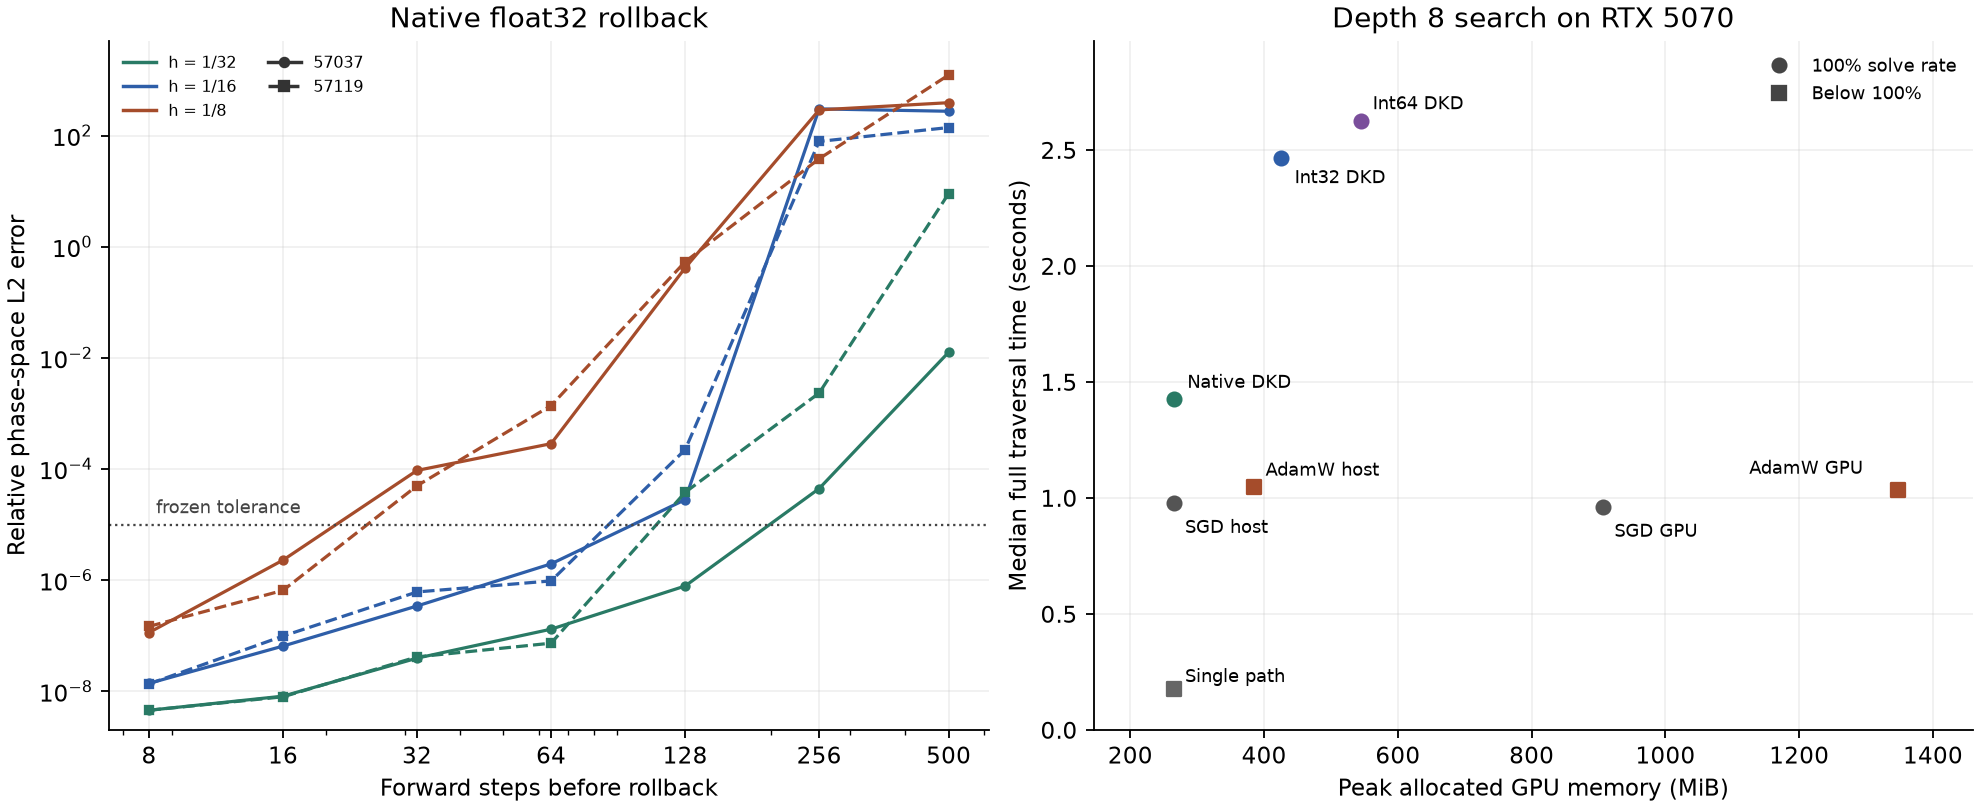 Native float32 rollback
h = 1/32
h = 1/16
h = 1/8
57037
57119
frozen tolerance
Relative phase-space L2 error
10²
10⁰
10⁻²
10⁻⁴
10⁻⁶
10⁻⁸
8 16 32 64 128 256 500
Forward steps before rollback
Depth 8 search on RTX 5070
100% solve rate
Below 100%
Int64 DKD
Int32 DKD
Native DKD
AdamW host
AdamW GPU
SGD host
SGD GPU
Single path
Median full traversal time (seconds)
2.5
2.0
1.5
1.0
0.5
0.0
200 400 600 800 1000 1200 1400
Peak allocated GPU memory (MiB)